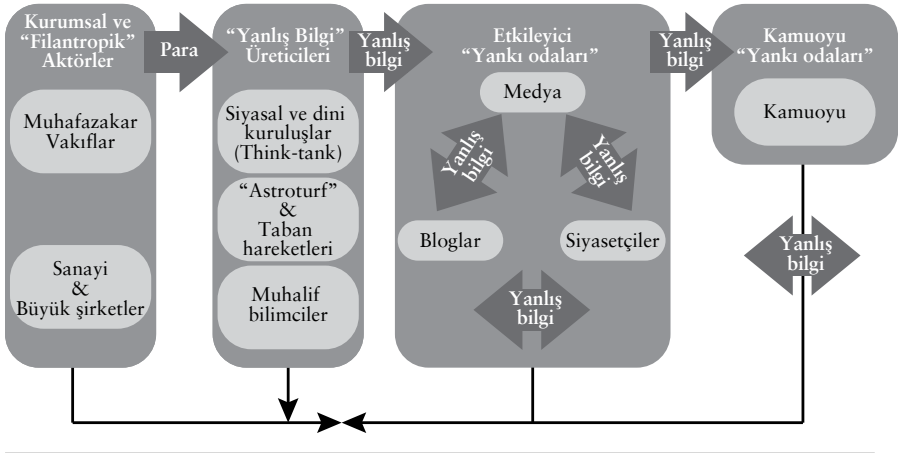 Kurumsal ve
“Filantropik”
Aktörler
Muhafazakar
Vakıflar
Sanayi
&
Büyük şirketler
Para
“Yanlış Bilgi”
Üreticileri
Siyasal ve dini
kuruluşlar
(Think-tank)
“Astroturf”
&
Taban
hareketleri
Muhalif
bilimciler
Yanlış
bilgi
Etkileyici
“Yankı odaları”
Medya
Yanlış
bilgi
Yanlış
bilgi
Bloglar
Siyasetçiler
Yanlış
bilgi
Yanlış
bilgi
Kamuoyu
“Yankı odaları”
Kamuoyu
Yanlış
bilgi